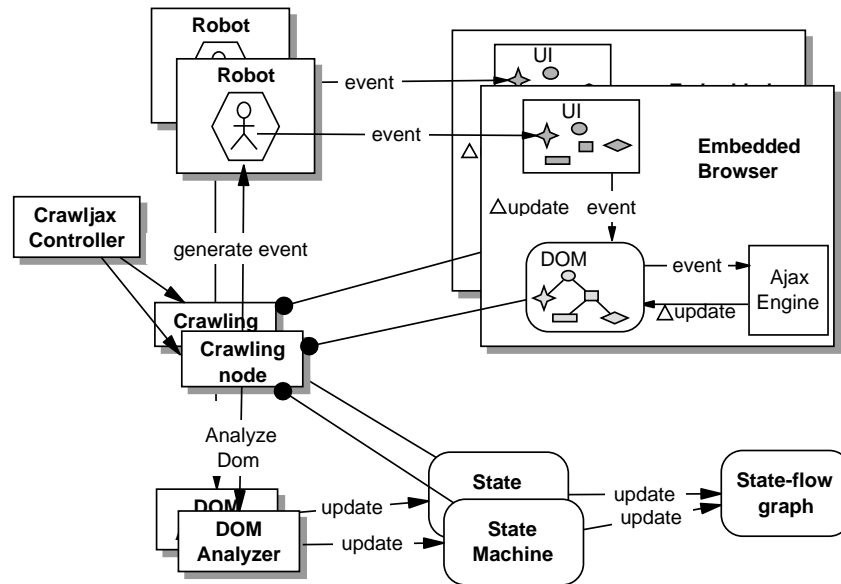 Robot
Robot
event
UI
event
UI
Embedded
Browser
△update
event
Crawljax
Controller
generate event
DOM
event
Ajax
Engine
△update
Crawling
Crawling
node
Analyze
Dom
State
State-flow
graph
update
update
update
DOM
DOM
Analyzer
update
State
Machine